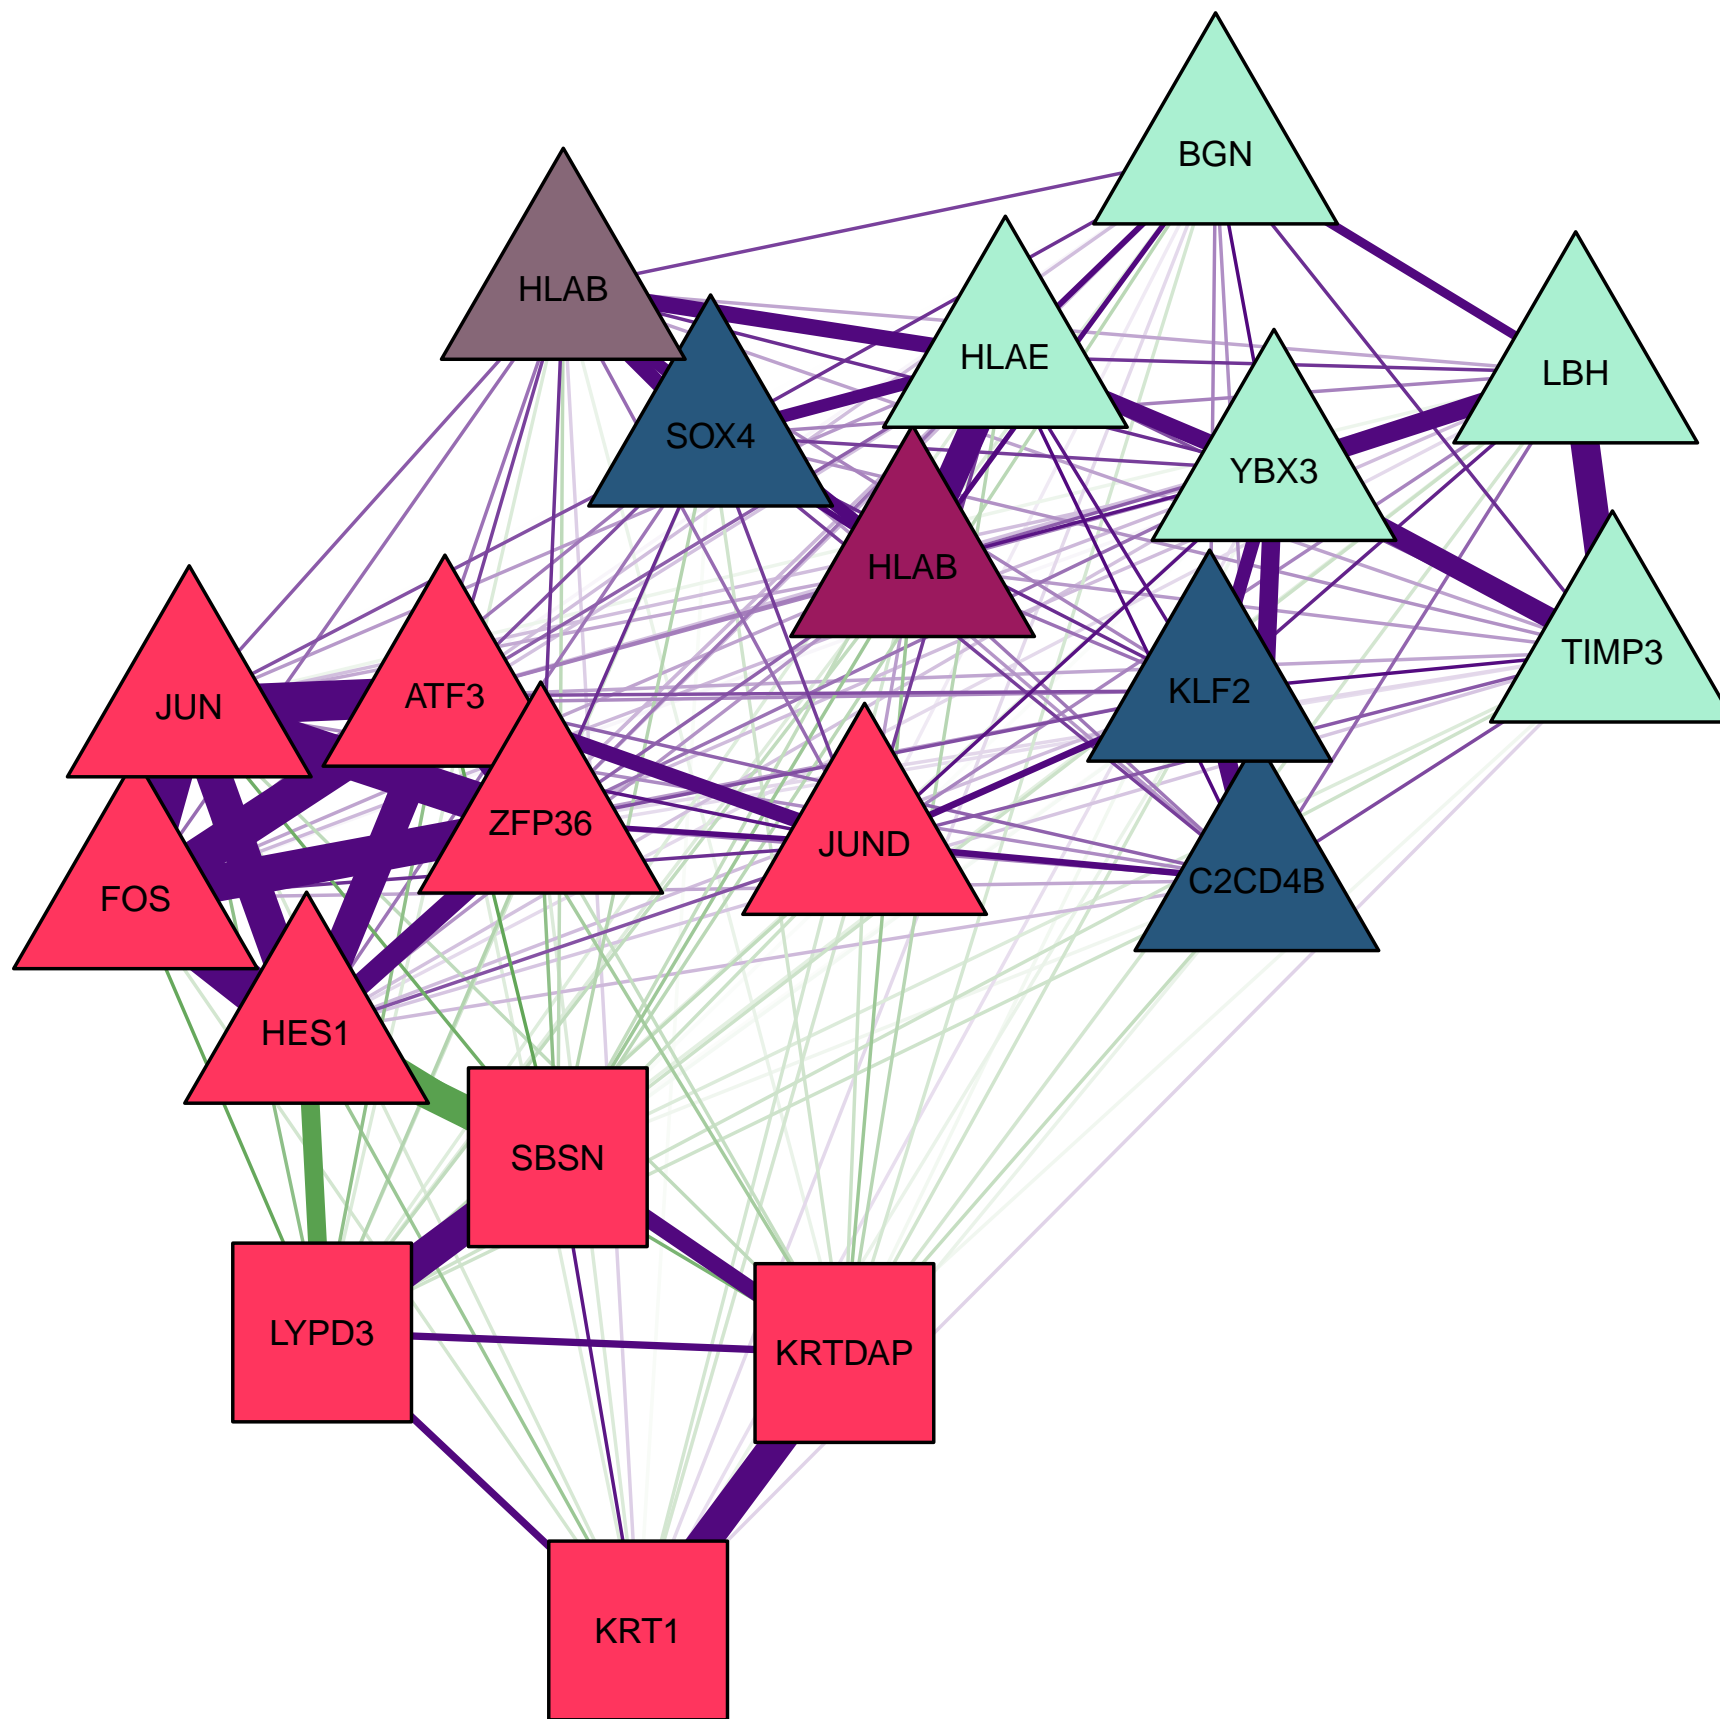 BGN
HLAB
HLAE
LBH
SOX4
YBX3
HLAB
TIMP3
KLF2
JUN
ATF3
ZFP36
JUND
C2CD4B
FOS
HES1
SBSN
LYPD3
KRTDAP
KRT1